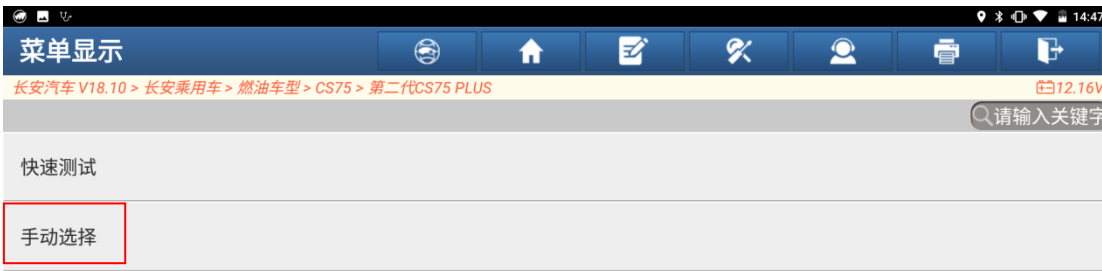 14:47
菜单显示
长安汽车 V18.10 > 长安乘用车 > 燃油车型 > CS75 > 第二代CS75 PLUS
12.16V
请输入关键字
快速测试
手动选择